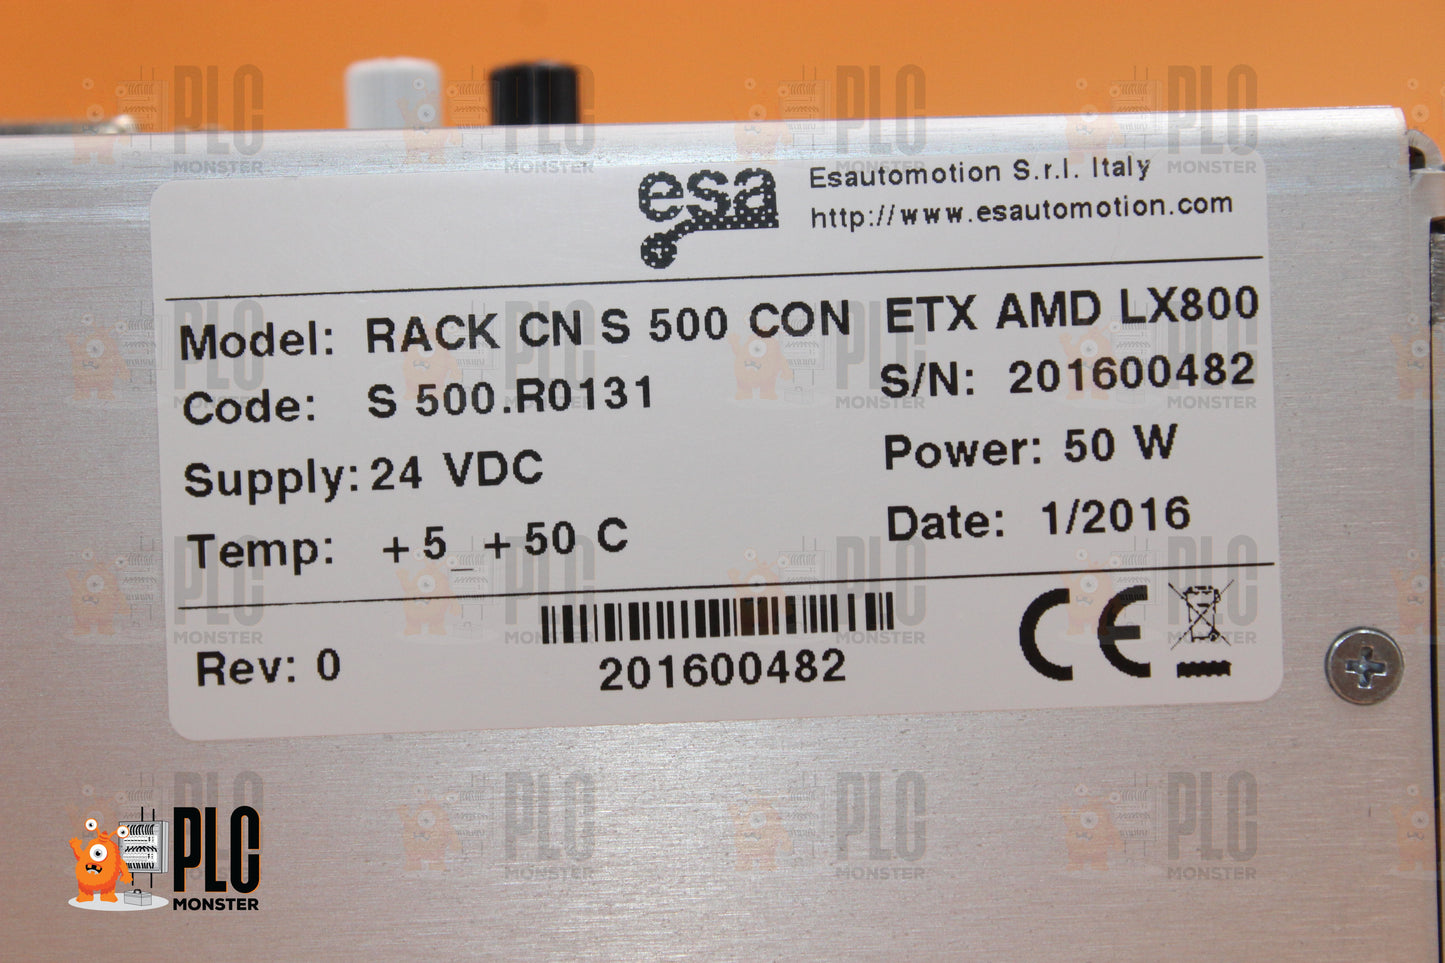 esa
Esautomotion S.r.l. Italy
http://www.esautomotion.com
Model: RACK CN S 500 CON ETX AMD LX800
Code: S 500.R0131 S/N: 201600482
Supply: 24 VDC Power: 50 W
Temp: +5_ +50 C Date: 1/2016
Rev: 0
201600482
CE
PLC
MONSTER